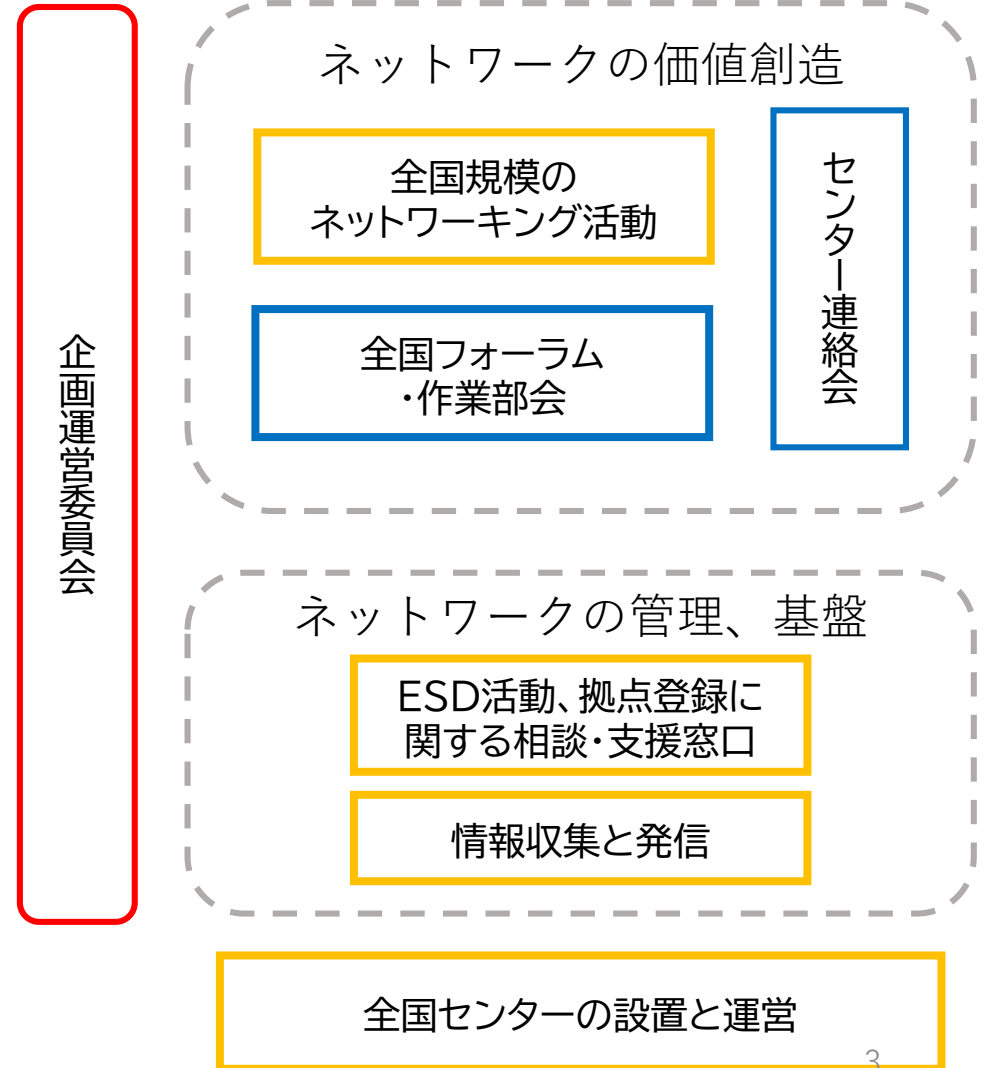 企画運営委員会
ネットワークの価値創造
全国規模の
ネットワーキング活動
センター連絡会
全国フォーラム
・作業部会
ネットワークの管理、基盤
ESD活動、拠点登録に
関する相談・支援窓口
情報収集と発信
全国センターの設置と運営
3